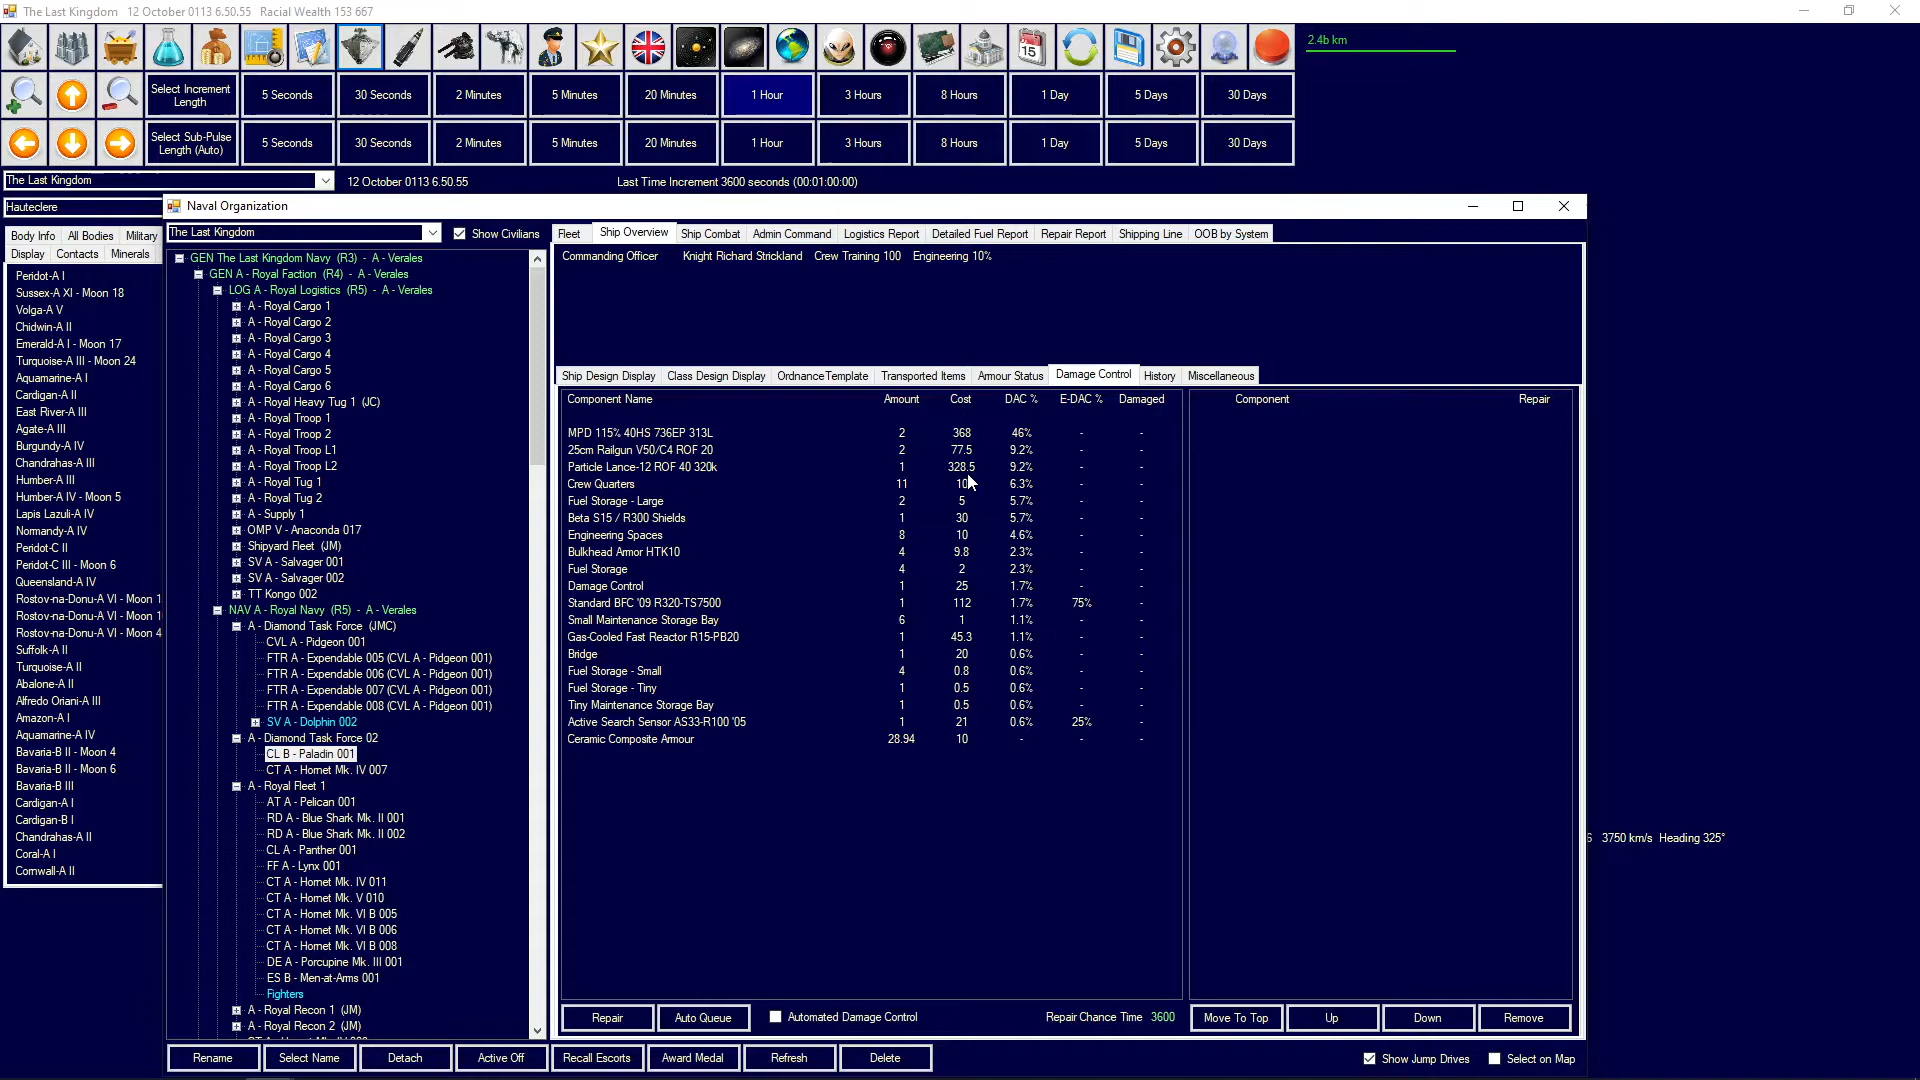 The Last Kingdom   12 October 0113 6.50.55   Racial Wealth 153 667
15
2.4b km
Select Increment Length
5 Seconds
30 Seconds
2 Minutes
5 Minutes
20 Minutes
1 Hour
3 Hours
8 Hours
1 Day
5 Days
30 Days
Select Sub-Pulse Length (Auto)
5 Seconds
30 Seconds
2 Minutes
5 Minutes
20 Minutes
1 Hour
3 Hours
8 Hours
1 Day
5 Days
30 Days
The Last Kingdom
12 October 0113 6.50.55
Last Time Increment 3600 seconds (00:01:00:00)
Hauteclere
Body Info All Bodies Military
Display Contacts Minerals
Peridot-A I
Sussex-A XI - Moon 18
Volga-A V
Chidwin-A II
Emerald-A I - Moon 17
Turquoise-A III - Moon 24
Aquamarine-A I
Cardigan-A II
East River-A III
Agate-A III
Burgundy-A IV
Chandrahas-A III
Humber-A III
Humber-A IV - Moon 5
Lapis Lazuli-A IV
Normandy-A IV
Peridot-C II
Peridot-C III - Moon 6
Queensland-A IV
Rostov-na-Donu-A VI - Moon 1
Rostov-na-Donu-A VI - Moon 1
Rostov-na-Donu-A VI - Moon 4
Suffolk-A II
Turquoise-A II
Abalone-A II
Alfredo Oriani-A III
Amazon-A I
Aquamarine-A IV
Bavaria-B II - Moon 4
Bavaria-B II - Moon 6
Bavaria-B III
Cardigan-A I
Cardigan-B I
Chandrahas-A II
Coral-A I
Cornwall-A II
Naval Organization
The Last Kingdom
Show Civilians
GEN The Last Kingdom Navy (R3) - A - Verales
GEN A - Royal Faction (R4) - A - Verales
LOG A - Royal Logistics (R5) - A - Verales
A - Royal Cargo 1
A - Royal Cargo 2
A - Royal Cargo 3
A - Royal Cargo 4
A - Royal Cargo 5
A - Royal Cargo 6
A - Royal Heavy Tug 1 (JC)
A - Royal Troop 1
A - Royal Troop 2
A - Royal Troop L1
A - Royal Troop L2
A - Royal Tug 1
A - Royal Tug 2
A - Supply 1
OMP V - Anaconda 017
Shipyard Fleet (JM)
SV A - Salvager 001
SV A - Salvager 002
TT Kongo 002
NAV A - Royal Navy (R5) - A - Verales
A - Diamond Task Force (JMC)
CVL A - Pidgeon 001
FTR A - Expendable 005 (CVL A - Pidgeon 001)
FTR A - Expendable 006 (CVL A - Pidgeon 001)
FTR A - Expendable 007 (CVL A - Pidgeon 001)
FTR A - Expendable 008 (CVL A - Pidgeon 001)
SV A - Dolphin 002
A - Diamond Task Force 02
CL B - Paladin 001
CT A - Hornet Mk. IV 007
A - Royal Fleet 1
AT A - Pelican 001
RD A - Blue Shark Mk. II 001
RD A - Blue Shark Mk. II 002
CL A - Panther 001
FF A - Lynx 001
CT A - Hornet Mk. IV 011
CT A - Hornet Mk. V 010
CT A - Hornet Mk. VI B 005
CT A - Hornet Mk. VI B 006
CT A - Hornet Mk. VI B 008
DE A - Porcupine Mk. III 001
ES B - Men-at-Arms 001
Fighters
A - Royal Recon 1 (JM)
A - Royal Recon 2 (JM)
Fleet Ship Overview Ship Combat Admin Command Logistics Report Detailed Fuel Report Repair Report Shipping Line OOB by System
Commanding Officer Knight Richard Strickland Crew Training 100 Engineering 10%
Ship Design Display Class Design Display OrdnanceTemplate Transported Items Armour Status Damage Control History Miscellaneous
Component Name Amount Cost DAC % E-DAC % Damaged
MPD 115% 40HS 736EP 313L 2 368 46% - -
25cm Railgun V50/C4 ROF 20 2 77.5 9.2% - -
Particle Lance-12 ROF 40 320k 1 328.5 9.2% - -
Crew Quarters 11 10 6.3% - -
Fuel Storage - Large 2 5 5.7% - -
Beta S15 / R300 Shields 1 30 5.7% - -
Engineering Spaces 8 10 4.6% - -
Bulkhead Armor HTK10 4 9.8 2.3% - -
Fuel Storage 4 2 2.3% - -
Damage Control 1 25 1.7% - -
Standard BFC '09 R320-TS7500 1 112 1.7% 75% -
Small Maintenance Storage Bay 6 1 1.1% - -
Gas-Cooled Fast Reactor R15-PB20 1 45.3 1.1% - -
Bridge 1 20 0.6% - -
Fuel Storage - Small 4 0.8 0.6% - -
Fuel Storage - Tiny 1 0.5 0.6% - -
Tiny Maintenance Storage Bay 1 0.5 0.6% - -
Active Search Sensor AS33-R100 '05 1 21 0.6% 25% -
Ceramic Composite Armour 28.94 10 - - -
Component Repair
Repair
Auto Queue
Automated Damage Control
Repair Chance Time 3600
Move To Top
Up
Down
Remove
Rename
Select Name
Detach
Active Off
Recall Escorts
Award Medal
Refresh
Delete
Show Jump Drives
Select on Map
3750 km/s Heading 325°